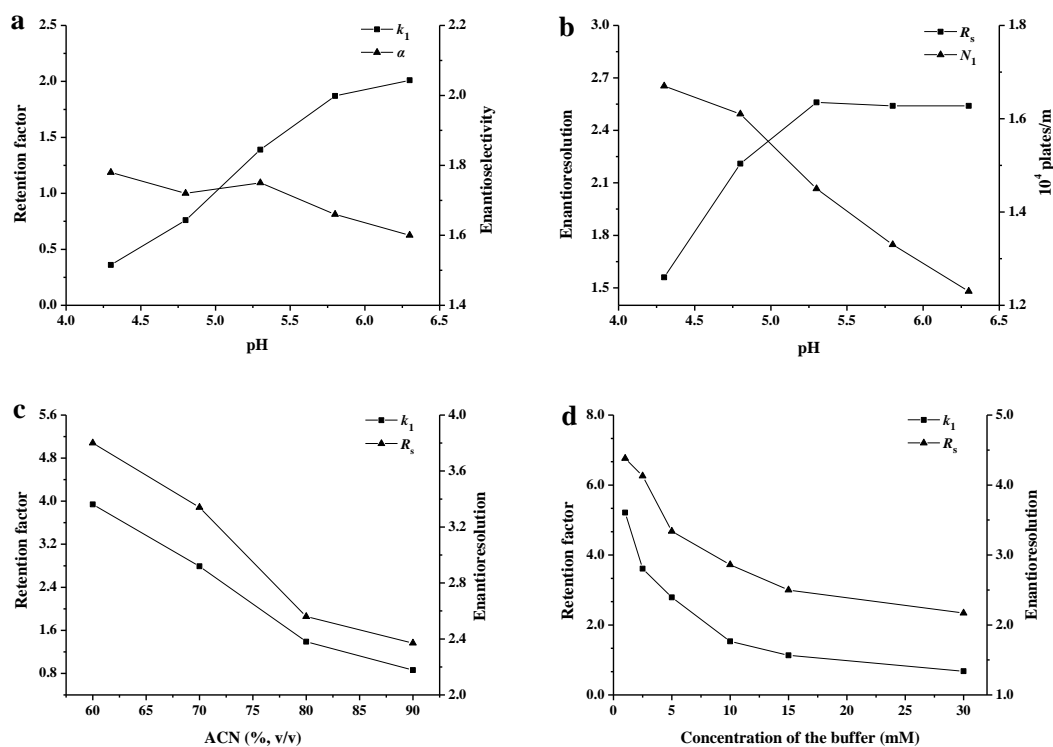 a
k1
α
Retention factor
Enantioselectivity
2.5
2.0
1.5
1.0
0.5
0.0
2.2
2.0
1.8
1.6
1.4
4.0 4.5 5.0 5.5 6.0 6.5
pH
b
Rs
N1
Enantioresolution
10^4 plates/m
3.0
2.7
2.4
2.1
1.8
1.5
1.8
1.6
1.4
1.2
4.0 4.5 5.0 5.5 6.0 6.5
pH
c
k1
Rs
Retention factor
Enantioresolution
5.6
4.8
4.0
3.2
2.4
1.6
0.8
4.0
3.6
3.2
2.8
2.4
2.0
60 65 70 75 80 85 90
ACN (%, v/v)
d
k1
Rs
Retention factor
Enantioresolution
8.0
6.0
4.0
2.0
0.0
5.0
4.0
3.0
2.0
1.0
0 5 10 15 20 25 30
Concentration of the buffer (mM)